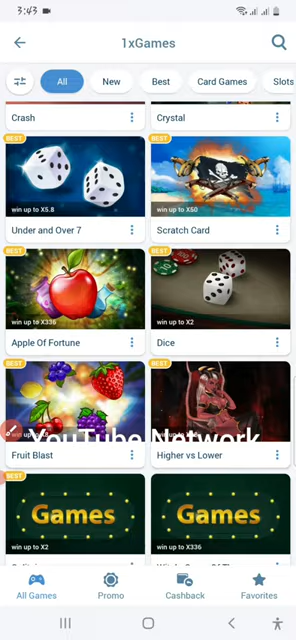 3:43
1xGames
All
New
Best
Card Games
Slots
Crash
Crystal
BEST
win up to X5.8
Under and Over 7
BEST
win up to X50
Scratch Card
BEST
win up to X336
Apple Of Fortune
BEST
win up to X2
Dice
BEST
Fruit Blast
BEST
Higher vs Lower
YouTube Network
BEST
Games
win up to X2
Games
win up to X336
All Games
Promo
Cashback
Favorites